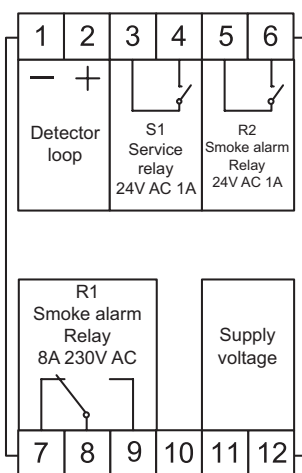 1 2 3 4 5 6
− +
Detector
loop
S1
Service
relay
24V AC 1A
R2
Smoke alarm
Relay
24V AC 1A
R1
Smoke alarm
Relay
8A 230V AC
Supply
voltage
7 8 9 10 11 12